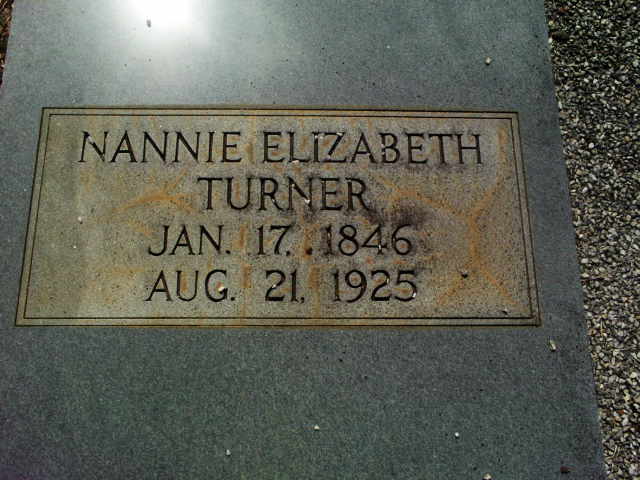 NANNIE ELIZABETH
TURNER
JAN. 17, 1846
AUG. 21, 1925